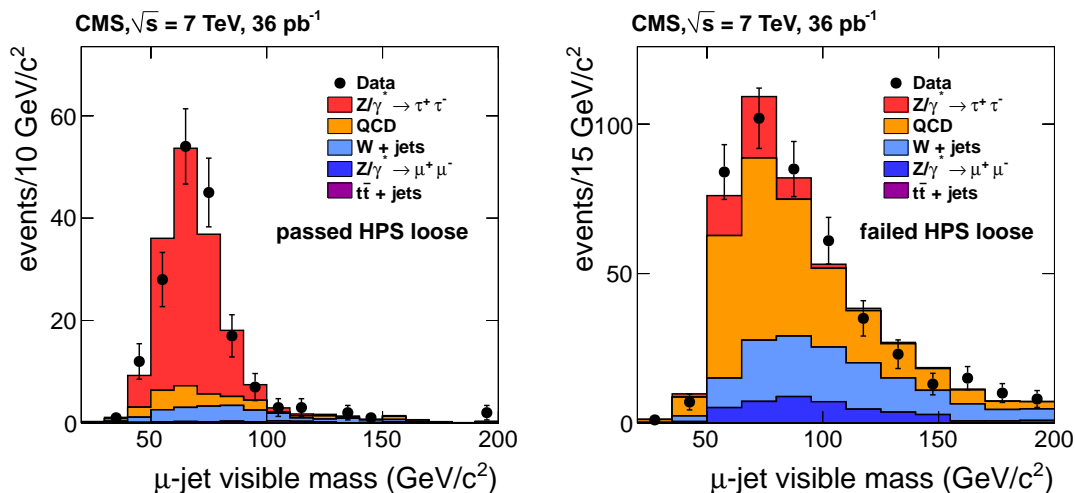 CMS, √s = 7 TeV, 36 pb⁻¹
events/10 GeV/c²
60
40
20
0
Data
Z/γ* → τ⁺ τ⁻
QCD
W + jets
Z/γ* → μ⁺ μ⁻
tt̄ + jets
passed HPS loose
50 100 150 200
μ-jet visible mass (GeV/c²)
CMS, √s = 7 TeV, 36 pb⁻¹
events/15 GeV/c²
100
50
0
Data
Z/γ* → τ⁺ τ⁻
QCD
W + jets
Z/γ* → μ⁺ μ⁻
tt̄ + jets
failed HPS loose
50 100 150 200
μ-jet visible mass (GeV/c²)